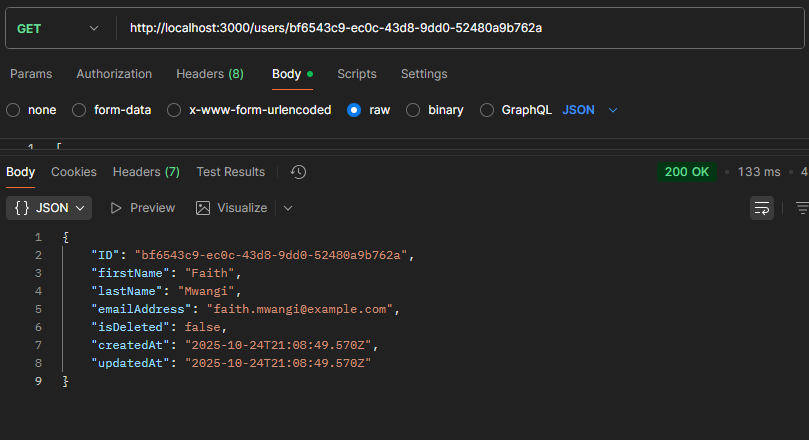 GET http://localhost:3000/users/bf6543c9-ec0c-43d8-9dd0-52480a9b762a
Params Authorization Headers (8) Body Scripts Settings
none form-data x-www-form-urlencoded raw binary GraphQL JSON
1 [
Body Cookies Headers (7) Test Results 200 OK • 133 ms • 4
{} JSON Preview Visualize
1 {
2 "ID": "bf6543c9-ec0c-43d8-9dd0-52480a9b762a",
3 "firstName": "Faith",
4 "lastName": "Mwangi",
5 "emailAddress": "faith.mwangi@example.com",
6 "isDeleted": false,
7 "createdAt": "2025-10-24T21:08:49.570Z",
8 "updatedAt": "2025-10-24T21:08:49.570Z"
9 }